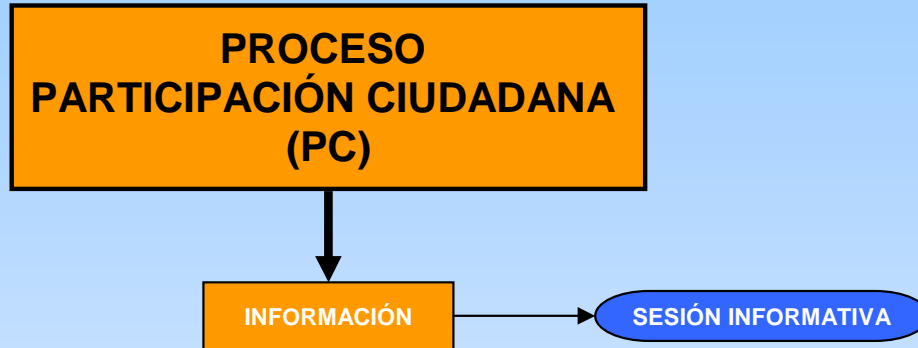 PROCESO
PARTICIPACIÓN CIUDADANA
(PC)
INFORMACIÓN
SESIÓN INFORMATIVA